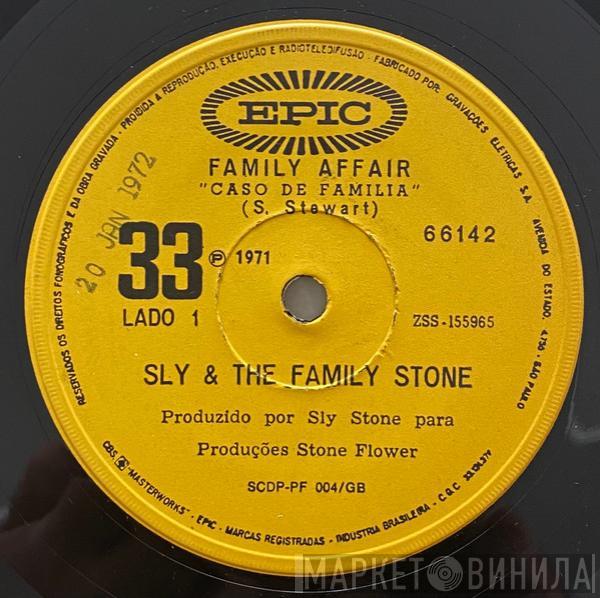 RESERVADOS OS DIREITOS FONOGRÁFICOS E DA OBRA GRAVADA - PROIBIDA A REPRODUÇÃO, EXECUÇÃO E RADIOTELEDIFUSÃO - FABRICADO POR: GRAVAÇÕES ELÉTRICAS S.A. AVENIDA DO ESTADO, 4.755 - SÃO PAULO
EPIC
FAMILY AFFAIR
"CASO DE FAMILIA"
(S. Stewart)
20 JAN 1972
66142
33 ℗ 1971
LADO 1
ZSS-155965
SLY & THE FAMILY STONE
Produzido por Sly Stone para
Produções Stone Flower
SCDP-PF 004/GB
CBS, "MASTERWORKS" - EPIC - MARCAS REGISTRADAS - INDUSTRIA BRASILEIRA - C.G.C.
МАРКЕТ ВИНИЛА